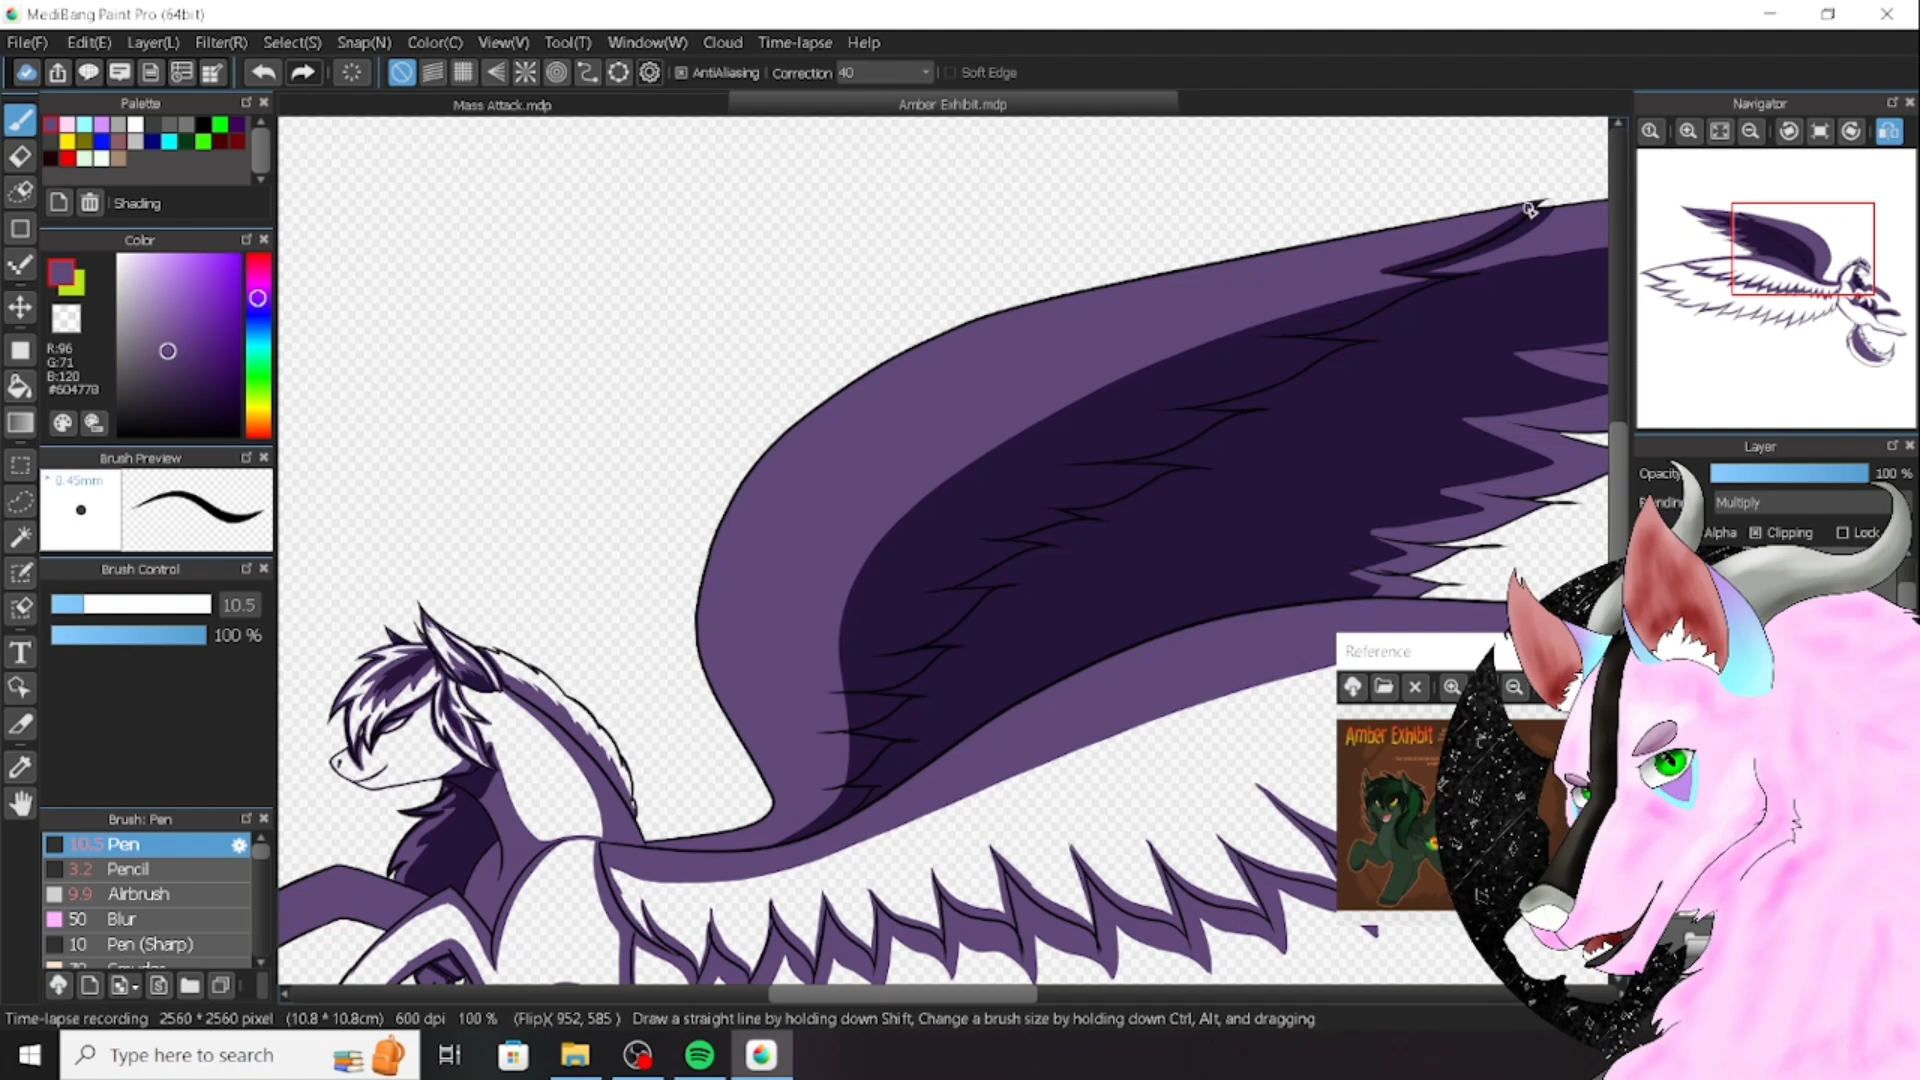 MediBang Paint Pro (64bit)
File(F) Edit(E) Layer(L) Filter(R) Select(S) Snap(N) Color(C) View(V) Tool(T) Window(W) Cloud Time-lapse Help
AntiAliasing Correction 40 Soft Edge
Palette Mass Attack.mdp Amber Exhibit.mdp Navigator
Shading
Color
R:96
G:71
B:120
#604778
Layer
Opacity 100 %
Multiply
Alpha Clipping Lock
Brush Preview
* 0.45mm
Brush Control
10.5
100 %
Reference
Amber Exhibit
Brush: Pen
10.5 Pen
3.2 Pencil
9.9 Airbrush
50 Blur
10 Pen (Sharp)
Time-lapse recording 2560 * 2560 pixel (10.8 * 10.8cm) 600 dpi 100 % (Flip)( 952, 585 ) Draw a straight line by holding down Shift, Change a brush size by holding down Ctrl, Alt, and dragging
Type here to search